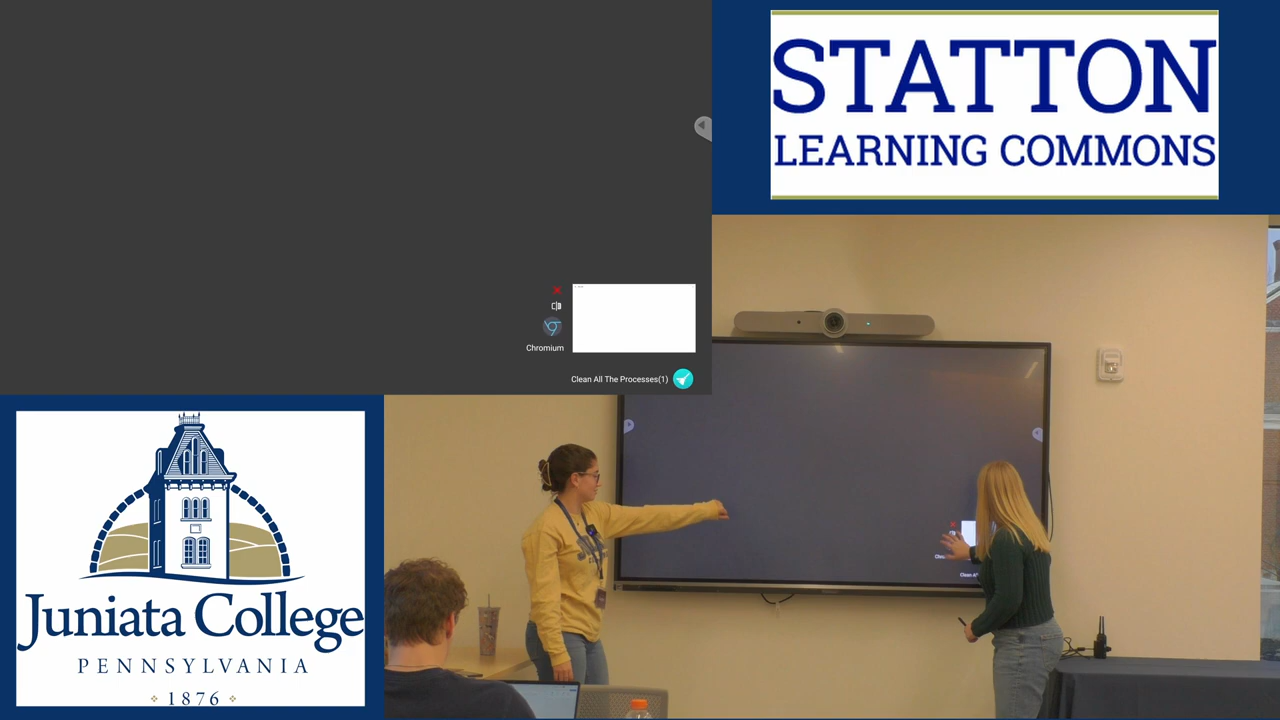 STATTON
LEARNING COMMONS
C|B
Chromium
Clean All The Processes(1)
Juniata College
PENNSYLVANIA
1876